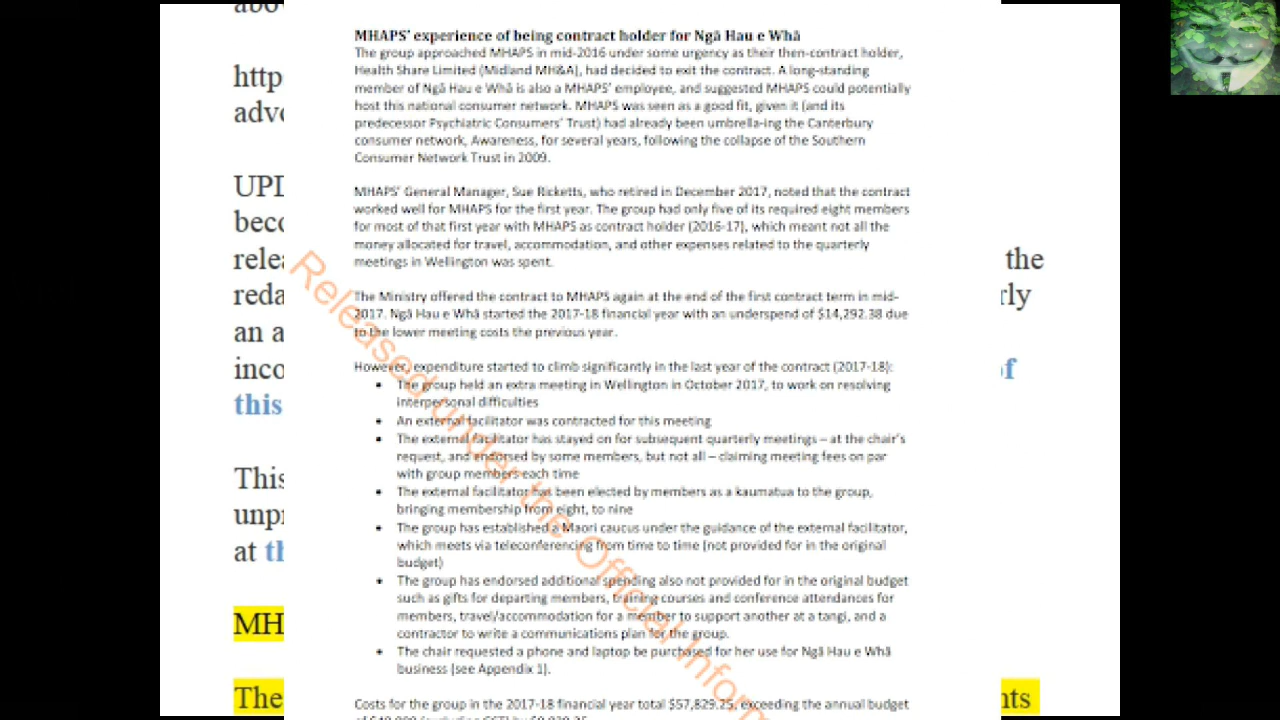 abo
http
advo
UPD
beco
relea
the
reda
rly
an a
inco
of
this
This
unpr
at th
MH
The
nts
MHAPS' experience of being contract holder for Ngā Hau e Whā
The group approached MHAPS in mid-2016 under some urgency as their then-contract holder,
Health Share Limited (Midland MH&A), had decided to exit the contract. A long-standing
member of Ngā Hau e Whā is also a MHAPS' employee, and suggested MHAPS could potentially
host this national consumer network. MHAPS was seen as a good fit, given it (and its
predecessor Psychiatric Consumers' Trust) had already been umbrella-ing the Canterbury
consumer network, Awareness, for several years, following the collapse of the Southern
Consumer Network Trust in 2009.
MHAPS' General Manager, Sue Ricketts, who retired in December 2017, noted that the contract
worked well for MHAPS for the first year. The group had only five of its required eight members
for most of that first year with MHAPS as contract holder (2016-17), which meant not all the
money allocated for travel, accommodation, and other expenses related to the quarterly
meetings in Wellington was spent.
The Ministry offered the contract to MHAPS again at the end of the first contract term in mid-
2017. Ngā Hau e Whā started the 2017-18 financial year with an underspend of $14,292.38 due
to the lower meeting costs the previous year.
However, expenditure started to climb significantly in the last year of the contract (2017-18):
• The group held an extra meeting in Wellington in October 2017, to work on resolving
interpersonal difficulties
• An external facilitator was contracted for this meeting
• The external facilitator has stayed on for subsequent quarterly meetings – at the chair's
request, and endorsed by some members, but not all – claiming meeting fees on par
with group members each time
• The external facilitator has been elected by members as a kaumatua to the group,
bringing membership from eight, to nine
• The group has established a Maori caucus under the guidance of the external facilitator,
which meets via teleconferencing from time to time (not provided for in the original
budget)
• The group has endorsed additional spending also not provided for in the original budget
such as gifts for departing members, training courses and conference attendances for
members, travel/accommodation for a member to support another at a tangi, and a
contractor to write a communications plan for the group.
• The chair requested a phone and laptop be purchased for her use for Ngā Hau e Whā
business (see Appendix 1).
Costs for the group in the 2017-18 financial year total $57,829.25, exceeding the annual budget
Released under the Official Inform